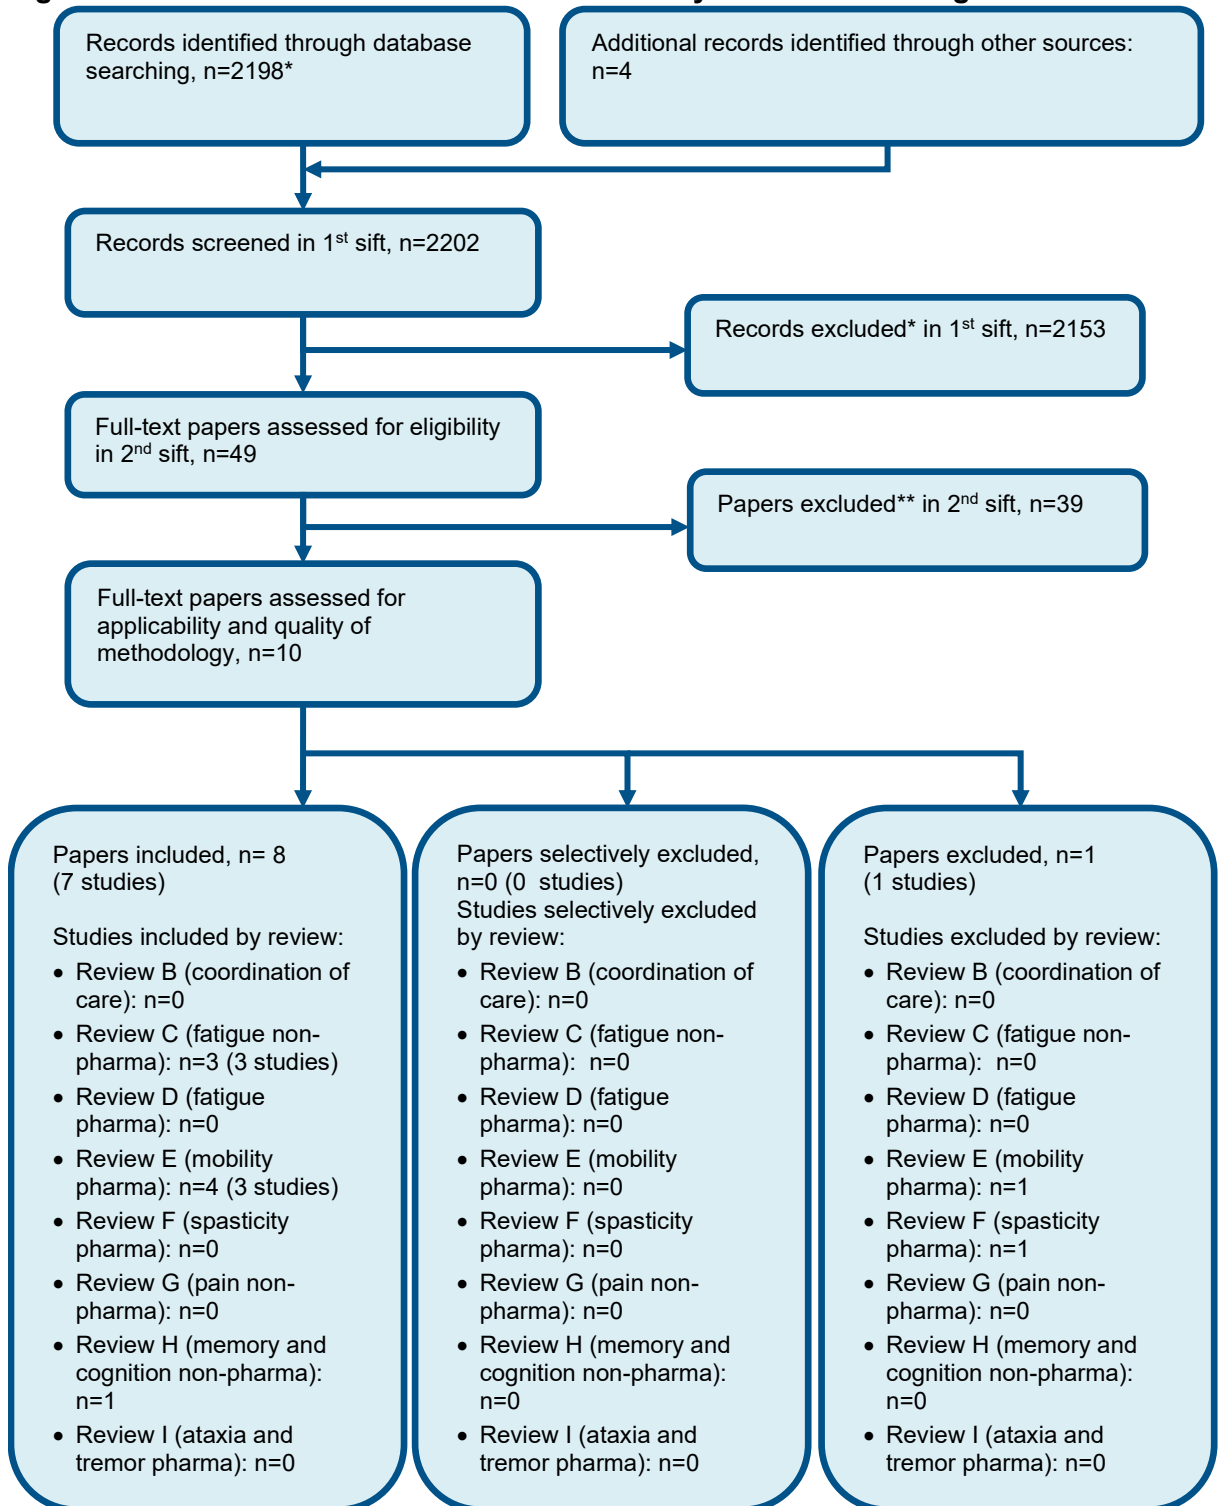 Records identified through database
searching, n=2198*
Additional records identified through other sources:
n=4
Records screened in 1st sift, n=2202
Records excluded* in 1st sift, n=2153
Full-text papers assessed for eligibility
in 2nd sift, n=49
Papers excluded** in 2nd sift, n=39
Full-text papers assessed for
applicability and quality of
methodology, n=10
Papers included, n= 8
(7 studies)
Studies included by review:
• Review B (coordination of
care): n=0
• Review C (fatigue non-
pharma): n=3 (3 studies)
• Review D (fatigue
pharma): n=0
• Review E (mobility
pharma): n=4 (3 studies)
• Review F (spasticity
pharma): n=0
• Review G (pain non-
pharma): n=0
• Review H (memory and
cognition non-pharma):
n=1
• Review I (ataxia and
tremor pharma): n=0
Papers selectively excluded,
n=0 (0  studies)
Studies selectively excluded
by review:
• Review B (coordination of
care): n=0
• Review C (fatigue non-
pharma):  n=0
• Review D (fatigue
pharma): n=0
• Review E (mobility
pharma): n=0
• Review F (spasticity
pharma): n=0
• Review G (pain non-
pharma): n=0
• Review H (memory and
cognition non-pharma):
n=0
• Review I (ataxia and
tremor pharma): n=0
Papers excluded, n=1
(1 studies)
Studies excluded by review:
• Review B (coordination of
care): n=0
• Review C (fatigue non-
pharma):  n=0
• Review D (fatigue
pharma): n=0
• Review E (mobility
pharma): n=1
• Review F (spasticity
pharma): n=1
• Review G (pain non-
pharma): n=0
• Review H (memory and
cognition non-pharma):
n=0
• Review I (ataxia and
tremor pharma): n=0